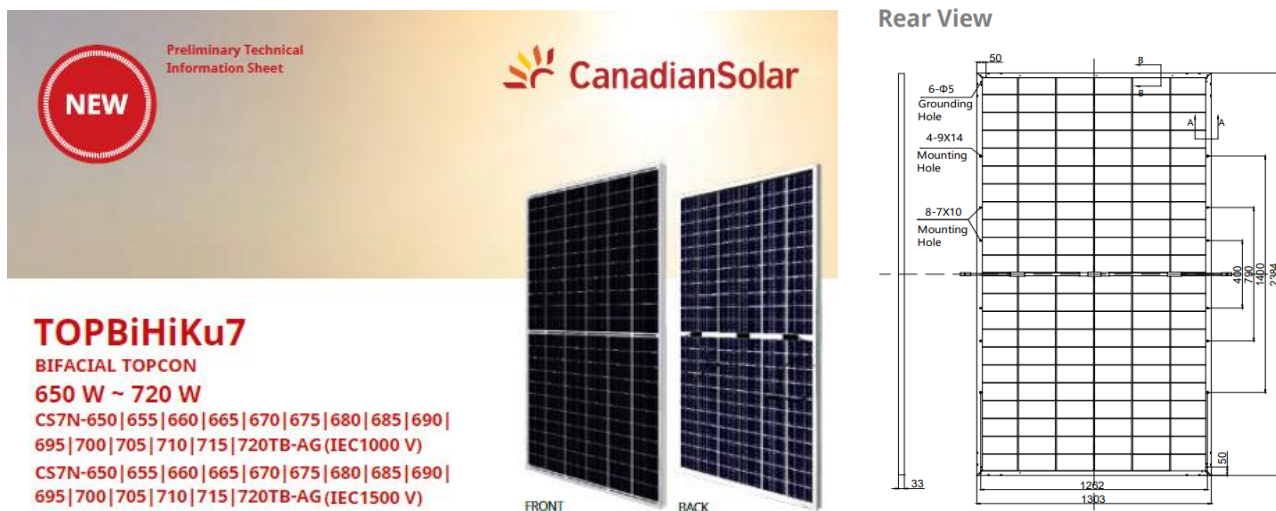 Preliminary Technical
Information Sheet
NEW
CanadianSolar
TOPBiHiKu7
BIFACIAL TOPCON
650 W ~ 720 W
CS7N-650|655|660|665|670|675|680|685|690|
695|700|705|710|715|720TB-AG (IEC1000 V)
CS7N-650|655|660|665|670|675|680|685|690|
695|700|705|710|715|720TB-AG (IEC1500 V)
FRONT
BACK
Rear View
50
B
B
6-Φ5
Grounding
Hole
A
A
4-9X14
Mounting
Hole
8-7X10
Mounting
Hole
400
790
1400
2384
50
33
1262
1303